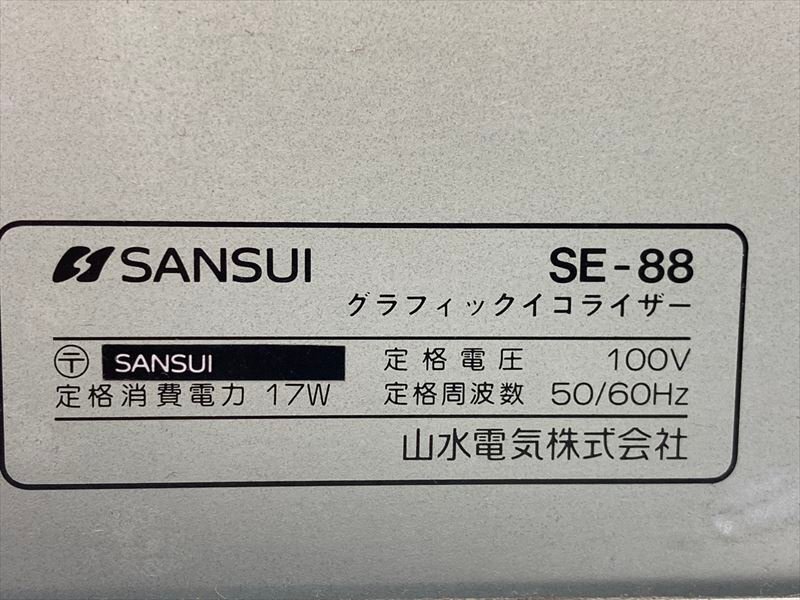 SANSUI SE-88
グラフィックイコライザー
〒 SANSUI 定格電圧 100V
定格消費電力 17W 定格周波数 50/60Hz
山水電気株式会社